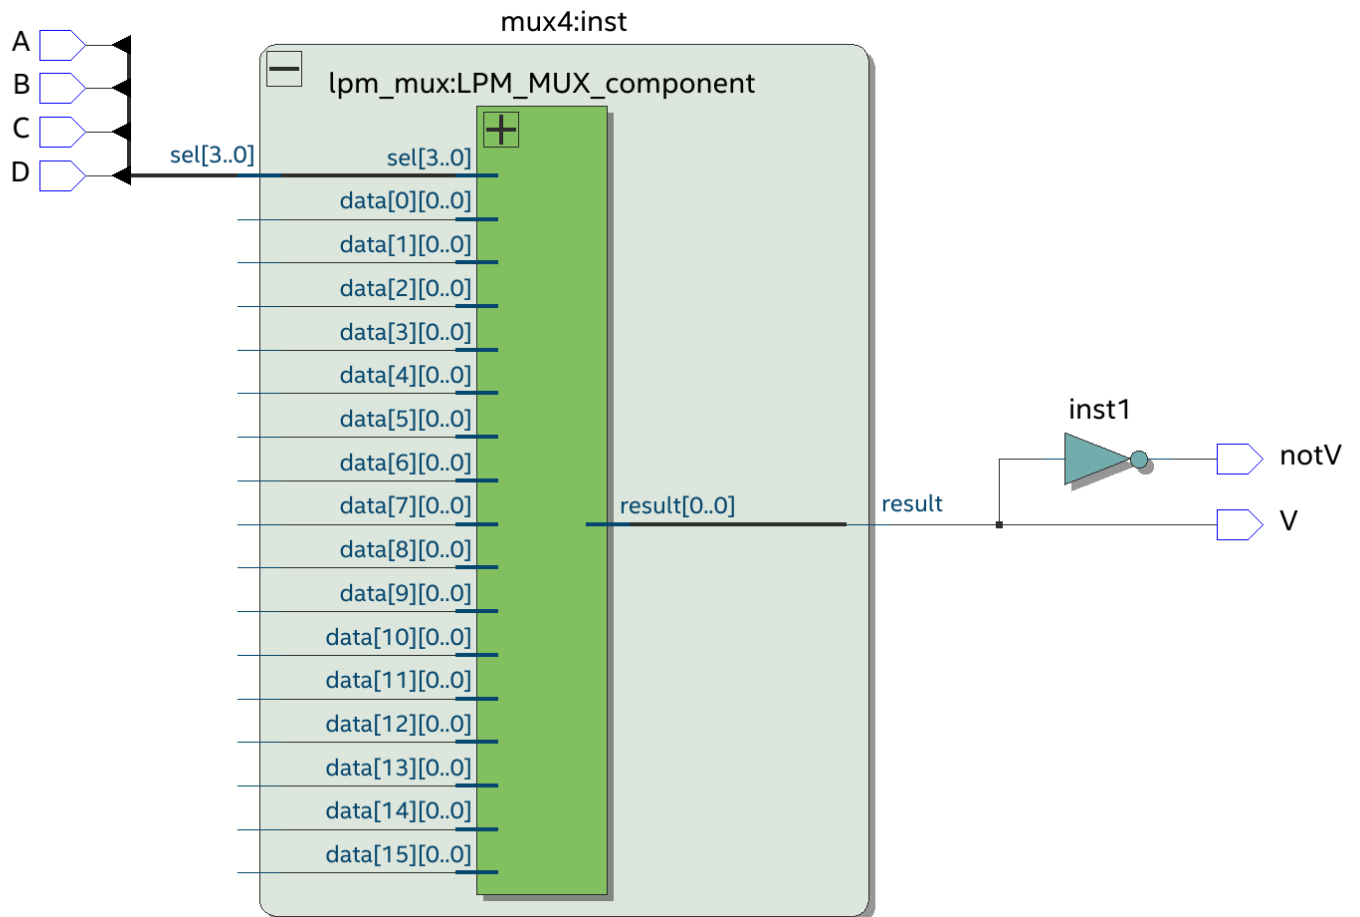 mux4:inst
lpm_mux:LPM_MUX_component
A
B
C
D
sel[3..0]
sel[3..0]
data[0][0..0]
data[1][0..0]
data[2][0..0]
data[3][0..0]
data[4][0..0]
data[5][0..0]
data[6][0..0]
data[7][0..0]
data[8][0..0]
data[9][0..0]
data[10][0..0]
data[11][0..0]
data[12][0..0]
data[13][0..0]
data[14][0..0]
data[15][0..0]
result[0..0]
result
inst1
notV
V